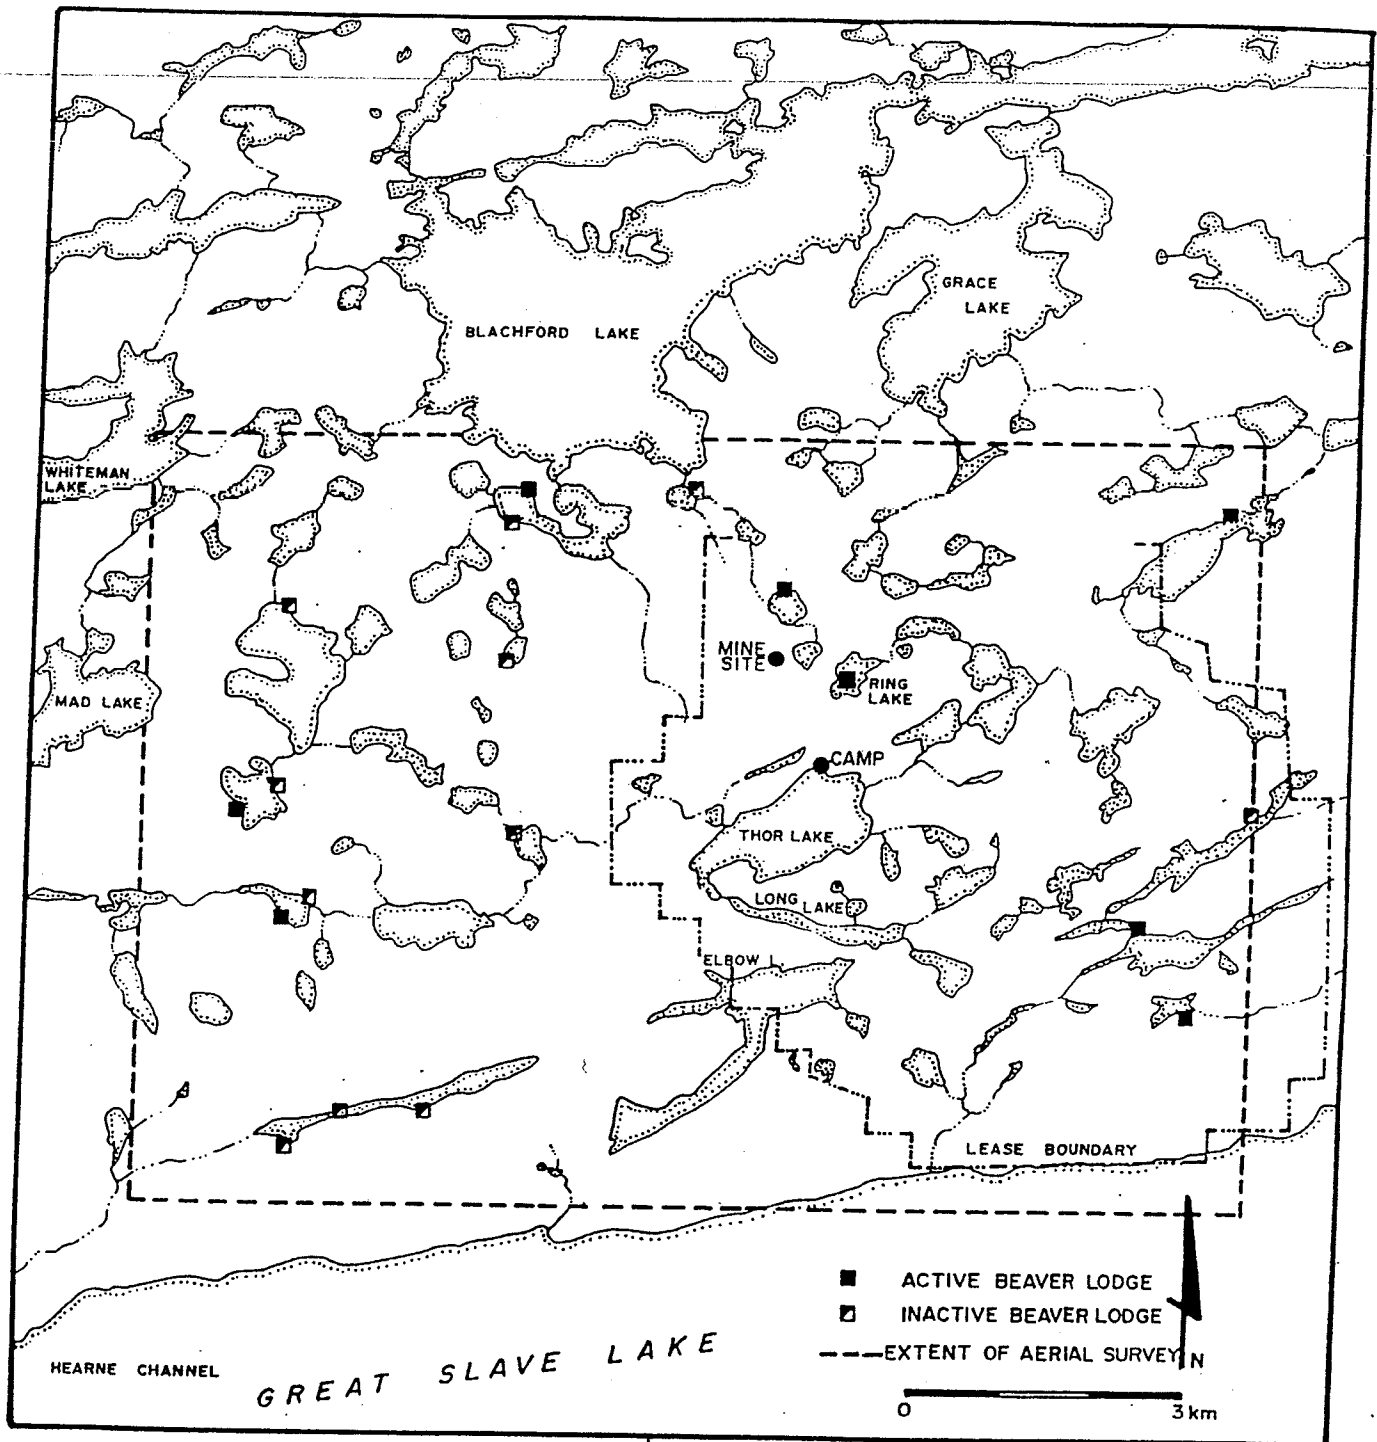 GRACE
LAKE
BLACHFORD LAKE
WHITEMAN
LAKE
MINE
SITE
RING
LAKE
MAD LAKE
CAMP
THOR LAKE
LONG
LAKE
ELBOW L.
LEASE BOUNDARY
ACTIVE BEAVER LODGE
INACTIVE BEAVER LODGE
EXTENT OF AERIAL SURVEY
N
HEARNE CHANNEL
GREAT SLAVE LAKE
0 3 km